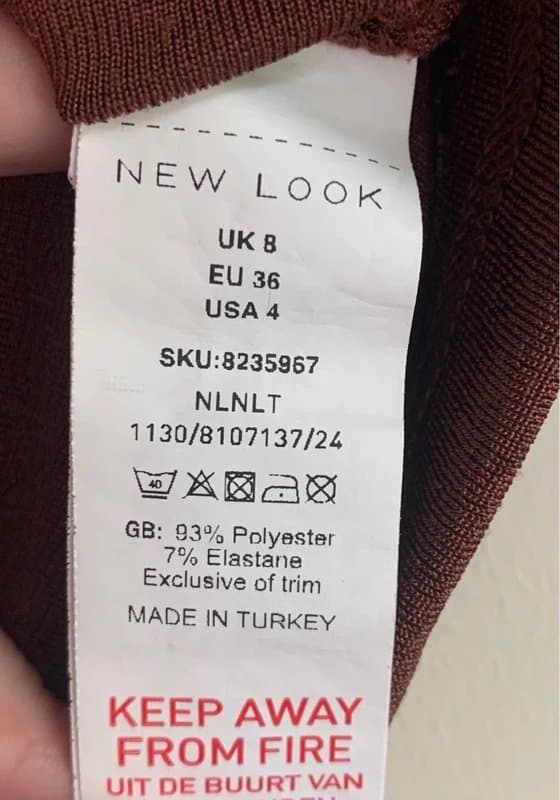 NEW LOOK
UK 8
EU 36
USA 4
SKU:8235967
NLNLT
1130/8107137/24
40
GB: 93% Polyester
7% Elastane
Exclusive of trim
MADE IN TURKEY
KEEP AWAY
FROM FIRE
UIT DE BUURT VAN